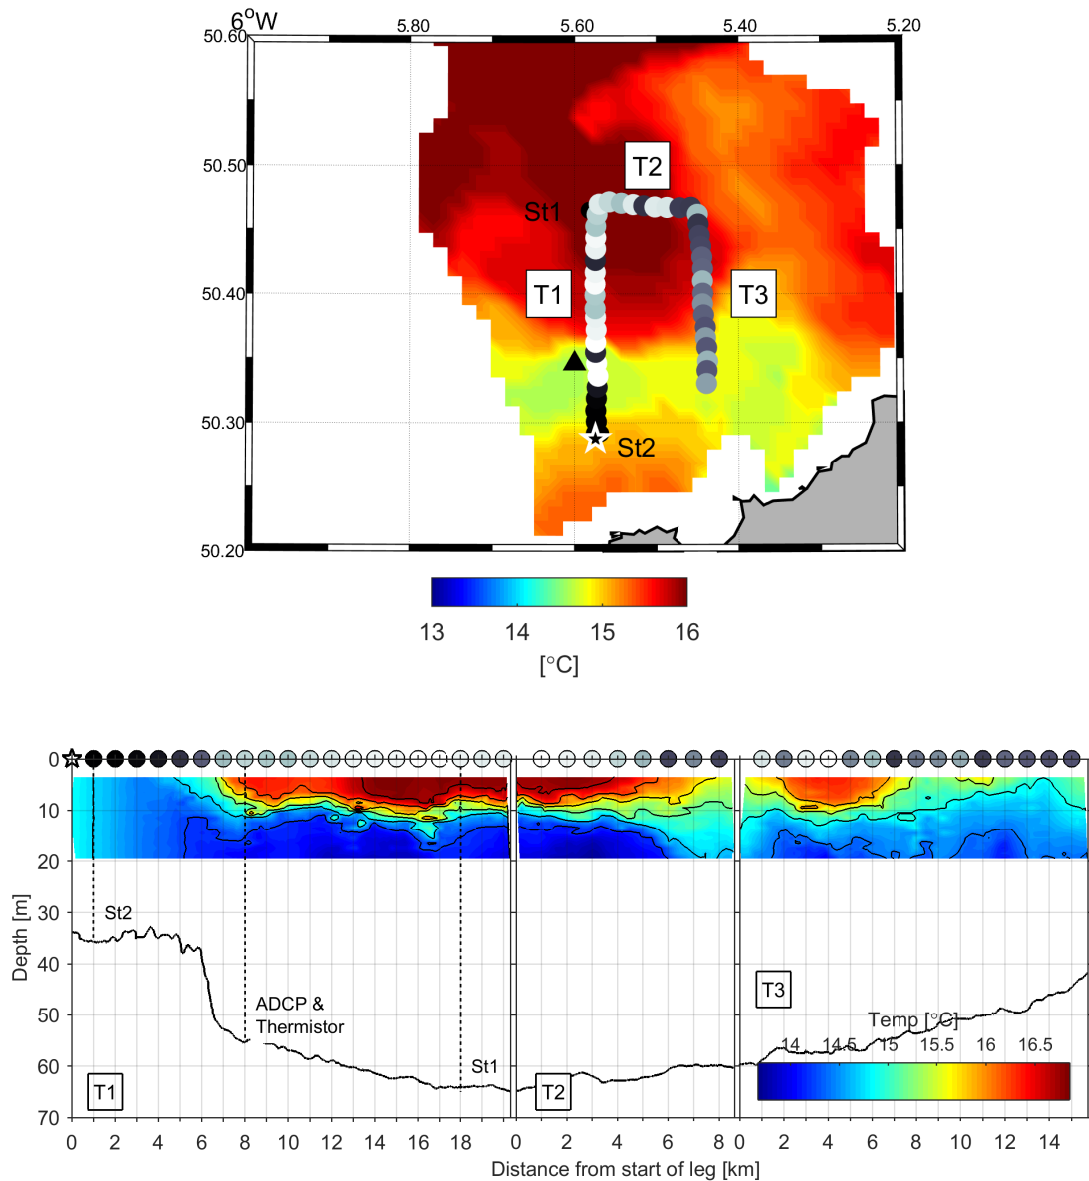 6°W
5.80
5.60
5.40
5.20
50.60
50.50
50.40
50.30
50.20
T2
St1
T1
T3
St2
13 14 15 16
[°C]
0
10
20
30
40
50
60
70
Depth [m]
St2
ADCP &
Thermistor
St1
T1
T2
T3
Temp [°C]
14 14.5 15 15.5 16 16.5
0 2 4 6 8 10 12 14 16 18 0 2 4 6 8 0 2 4 6 8 10 12 14
Distance from start of leg [km]